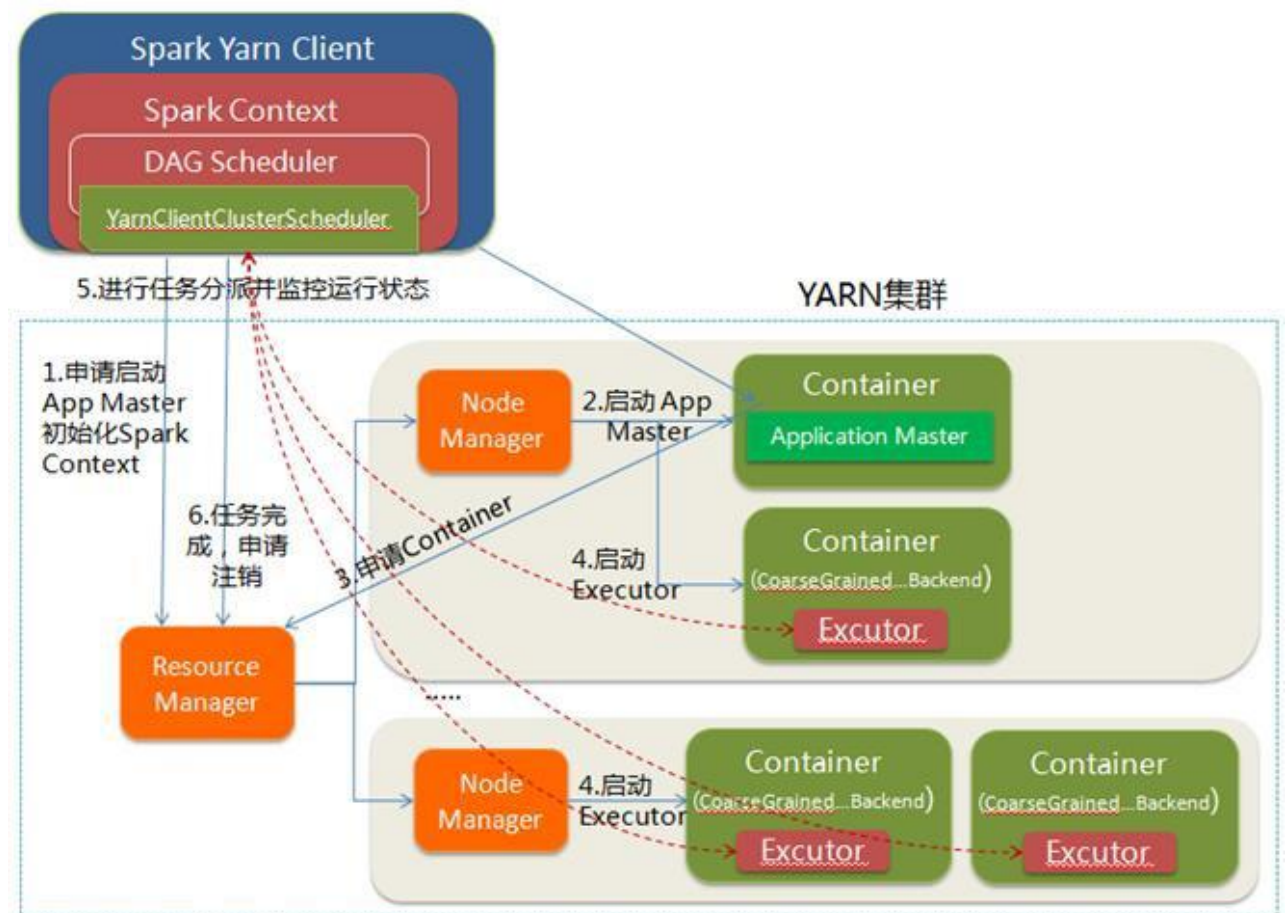 Spark Yarn Client
Spark Context
DAG Scheduler
YarnClientClusterScheduler
5.进行任务分派并监控运行状态
YARN集群
1.申请启动
App Master
初始化Spark
Context
6.任务完
成，申请
注销
3.申请Container
Resource
Manager
Node
Manager
2.启动 App
Master
Container
Application Master
4.启动
Executor
Container
(CoarseGrained...Backend)
Excutor
......
Node
Manager
4.启动
Executor
Container
(CoarseGrained...Backend)
Excutor
Container
(CoarseGrained...Backend)
Excutor